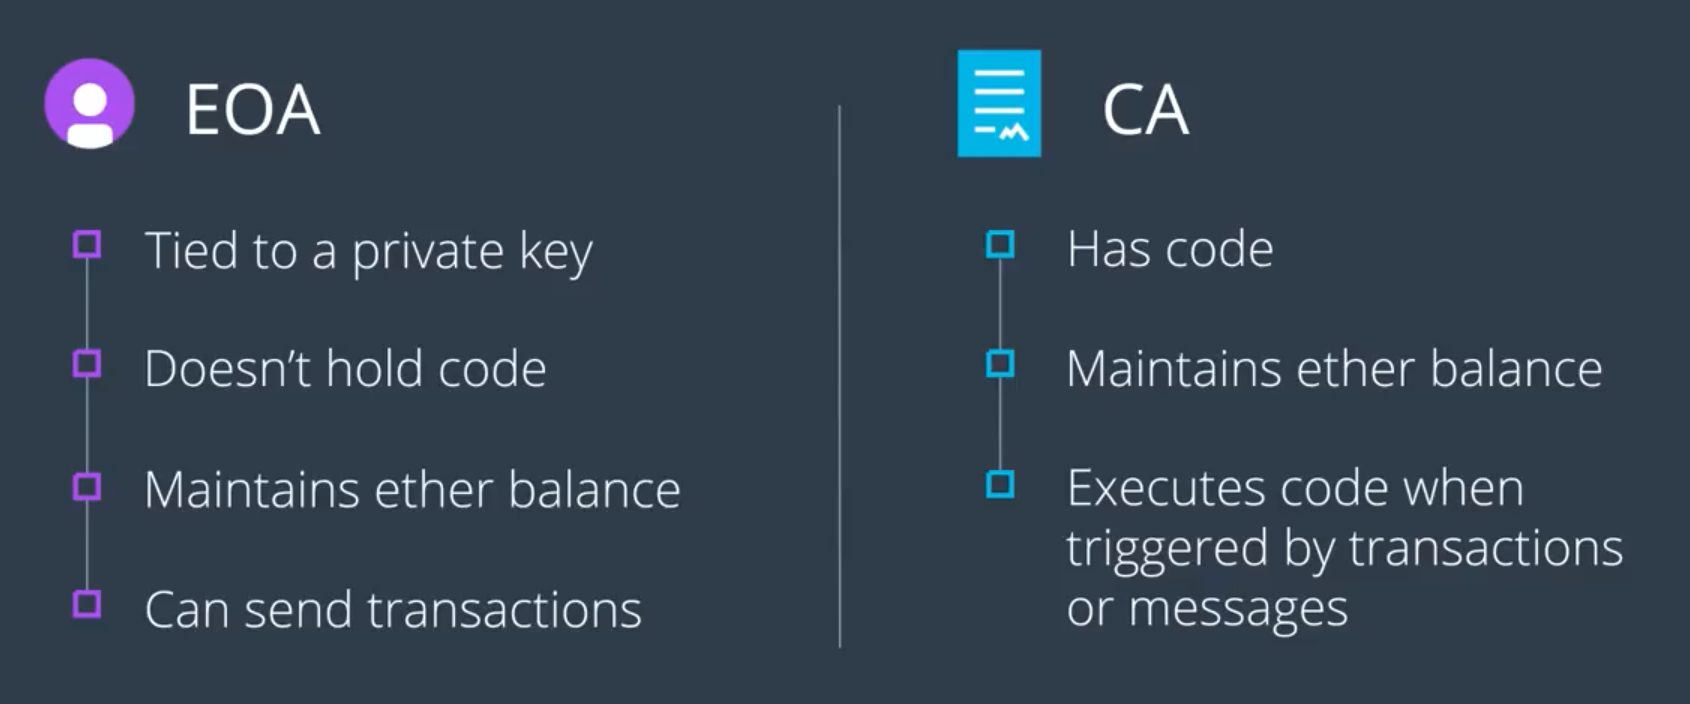 EOA
Tied to a private key
Doesn’t hold code
Maintains ether balance
Can send transactions
CA
Has code
Maintains ether balance
Executes code when
triggered by transactions
or messages